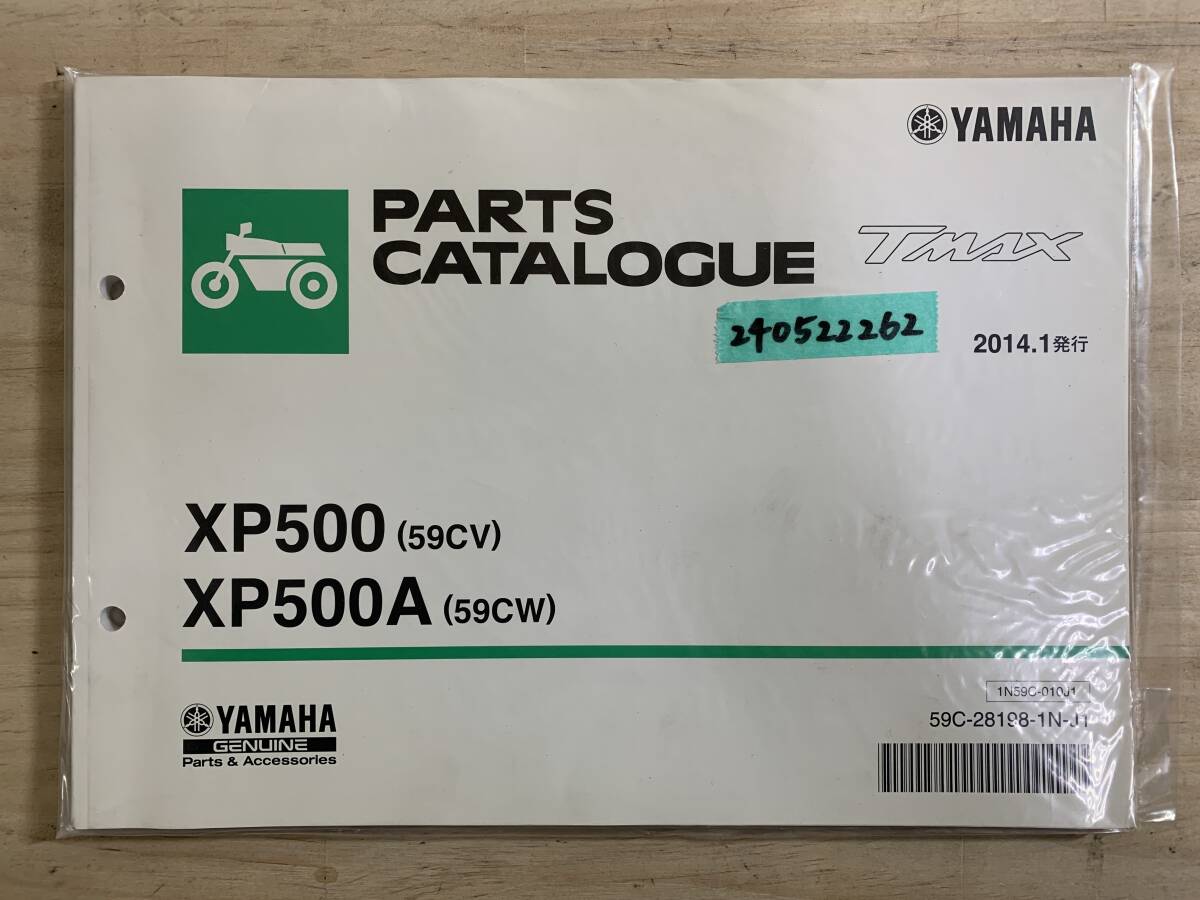 YAMAHA
PARTS
CATALOGUE
TMAX
240522262
2014.1発行
XP500 (59CV)
XP500A (59CW)
1N59C-010J1
59C-28198-1N-J1
YAMAHA
GENUINE
Parts & Accessories